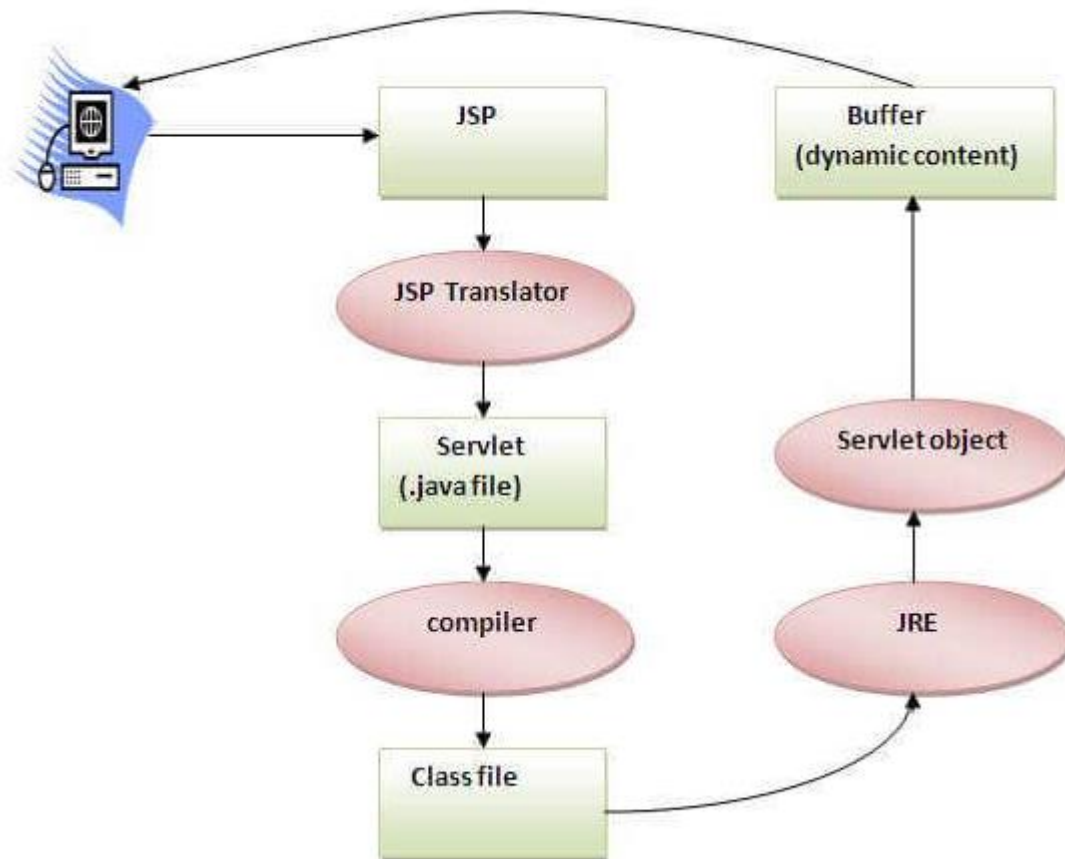 JSP
Buffer
(dynamic content)
JSP Translator
Servlet
(.java file)
Servlet object
compiler
JRE
Class file